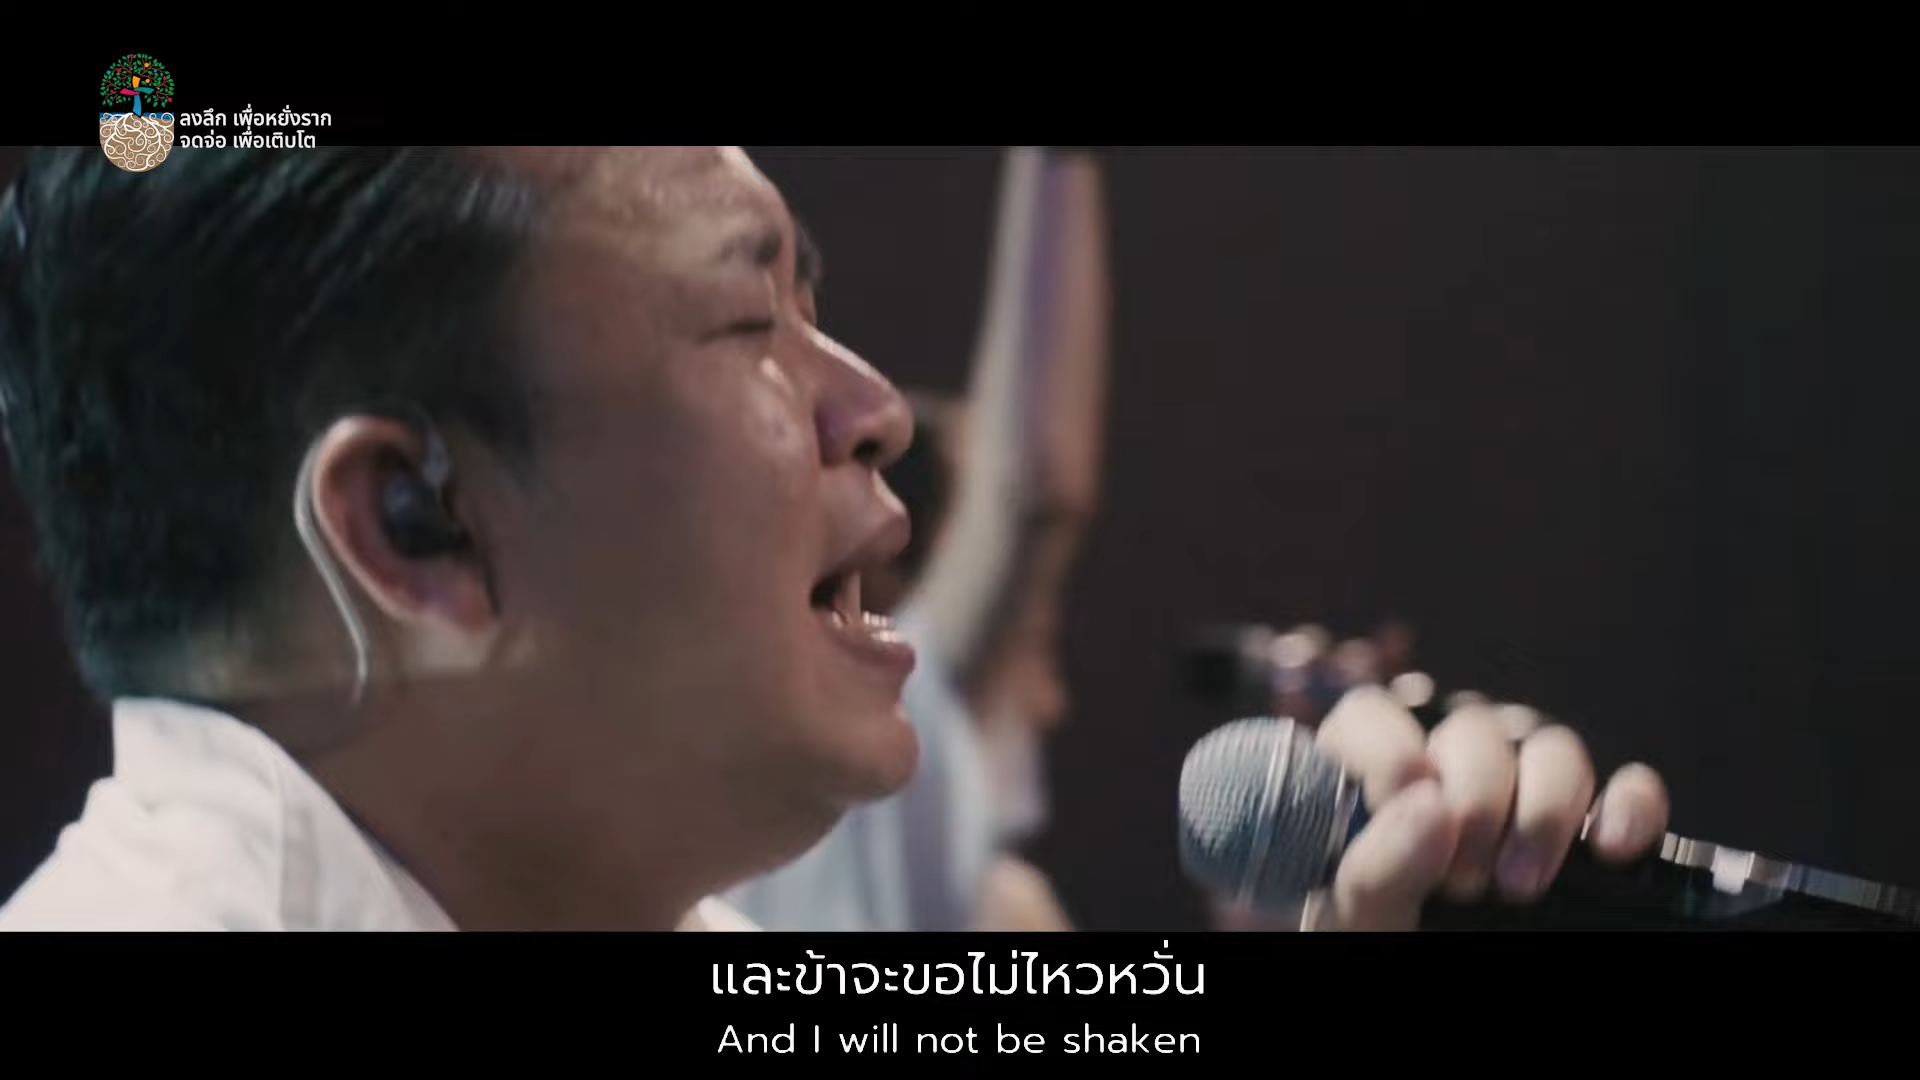 ลงลึก เพื่อหยั่งราก
จดจ่อ เพื่อเติบโต
และข้าจะขอไม่ไหวหวั่น
And I will not be shaken